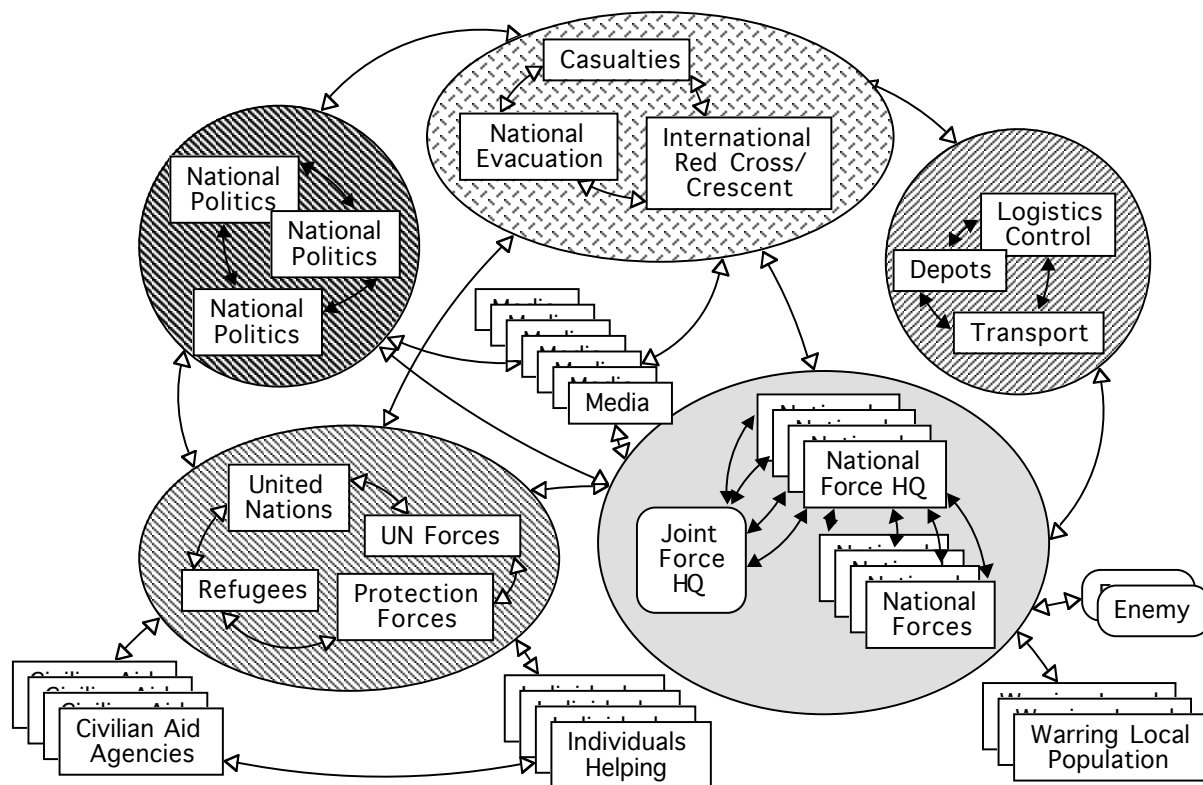 Casualties
National
Evacuation
International
Red Cross/
Crescent
National
Politics
National
Politics
National
Politics
Logistics
Control
Depots
Transport
Media
National
Force HQ
Joint
Force
HQ
National
Forces
United
Nations
UN Forces
Refugees
Protection
Forces
Enemy
Civilian Aid
Agencies
Individuals
Helping
Warring Local
Population